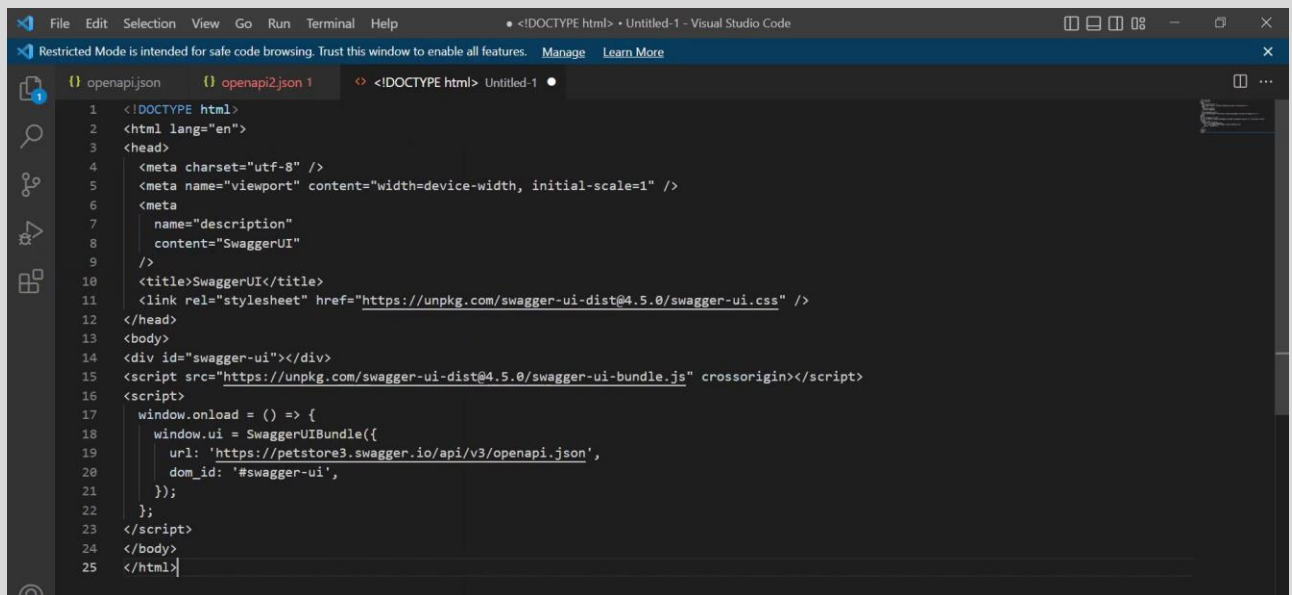 File Edit Selection View Go Run Terminal Help ● <!DOCTYPE html> • Untitled-1 - Visual Studio Code
Restricted Mode is intended for safe code browsing. Trust this window to enable all features. Manage Learn More
{} openapi.json {} openapi2.json 1 <> <!DOCTYPE html> Untitled-1 ●
1
1 <!DOCTYPE html>
2 <html lang="en">
3 <head>
4 <meta charset="utf-8" />
5 <meta name="viewport" content="width=device-width, initial-scale=1" />
6 <meta
7 name="description"
8 content="SwaggerUI"
9 />
10 <title>SwaggerUI</title>
11 <link rel="stylesheet" href="https://unpkg.com/swagger-ui-dist@4.5.0/swagger-ui.css" />
12 </head>
13 <body>
14 <div id="swagger-ui"></div>
15 <script src="https://unpkg.com/swagger-ui-dist@4.5.0/swagger-ui-bundle.js" crossorigin></script>
16 <script>
17 window.onload = () => {
18 window.ui = SwaggerUIBundle({
19 url: 'https://petstore3.swagger.io/api/v3/openapi.json',
20 dom_id: '#swagger-ui',
21 });
22 };
23 </script>
24 </body>
25 </html>